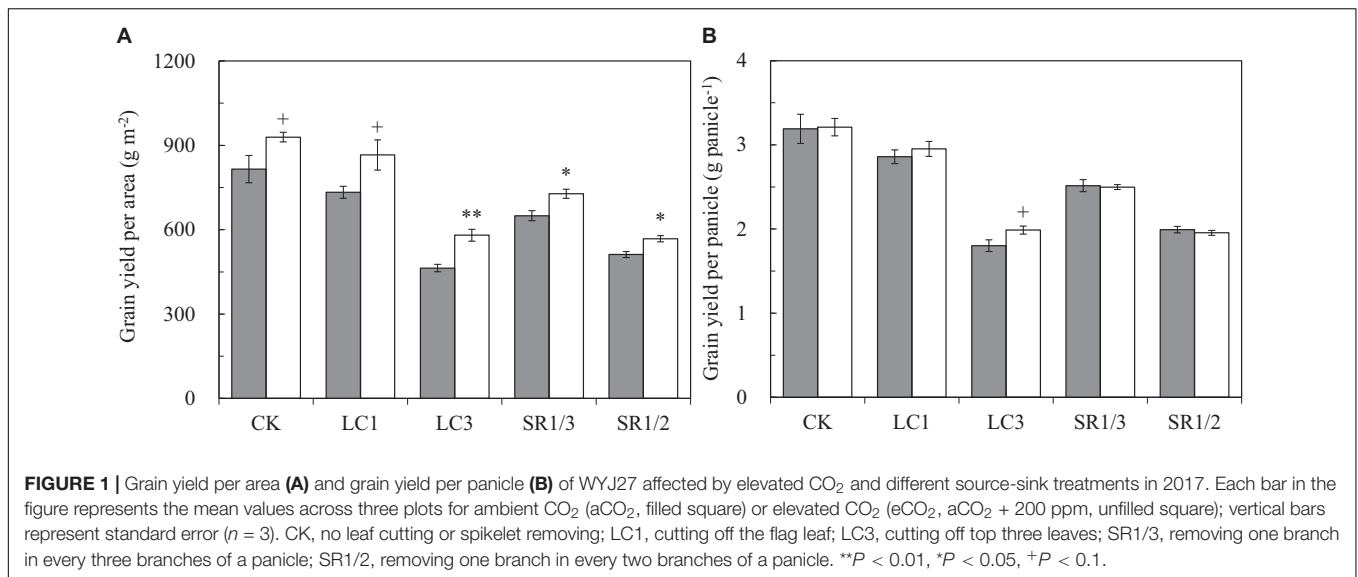 A
Grain yield per area (g m⁻²)
1200
900
600
300
0
+
+
**
*
*
CK LC1 LC3 SR1/3 SR1/2
B
Grain yield per panicle (g panicle⁻¹)
4
3
2
1
0
+
CK LC1 LC3 SR1/3 SR1/2
FIGURE 1 | Grain yield per area (A) and grain yield per panicle (B) of WYJ27 affected by elevated CO₂ and different source-sink treatments in 2017. Each bar in the
figure represents the mean values across three plots for ambient CO₂ (aCO₂, filled square) or elevated CO₂ (eCO₂, aCO₂ + 200 ppm, unfilled square); vertical bars
represent standard error (n = 3). CK, no leaf cutting or spikelet removing; LC1, cutting off the flag leaf; LC3, cutting off top three leaves; SR1/3, removing one branch
in every three branches of a panicle; SR1/2, removing one branch in every two branches of a panicle. **P < 0.01, *P < 0.05, ⁺P < 0.1.